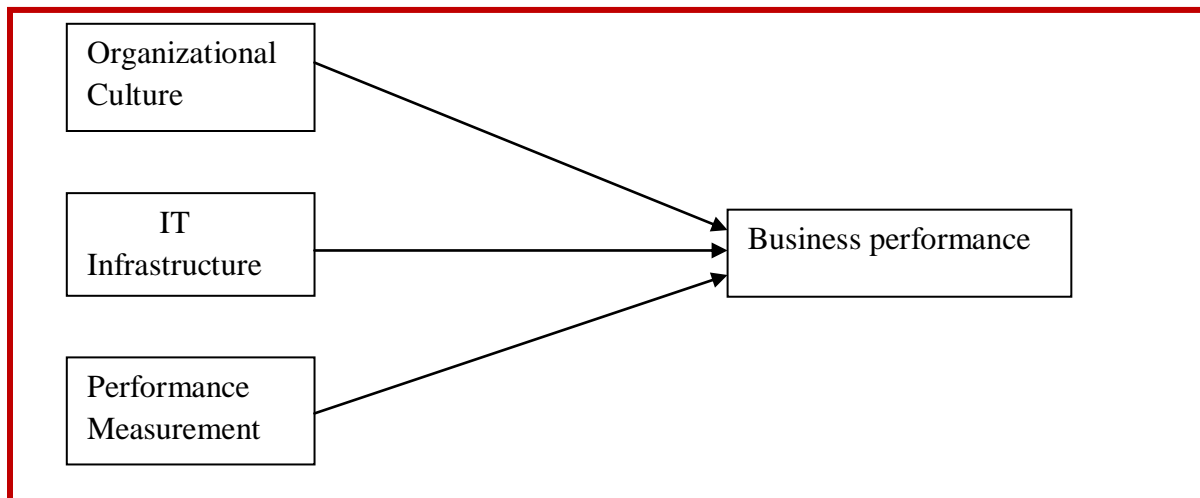 Organizational
Culture
IT
Infrastructure
Business performance
Performance
Measurement